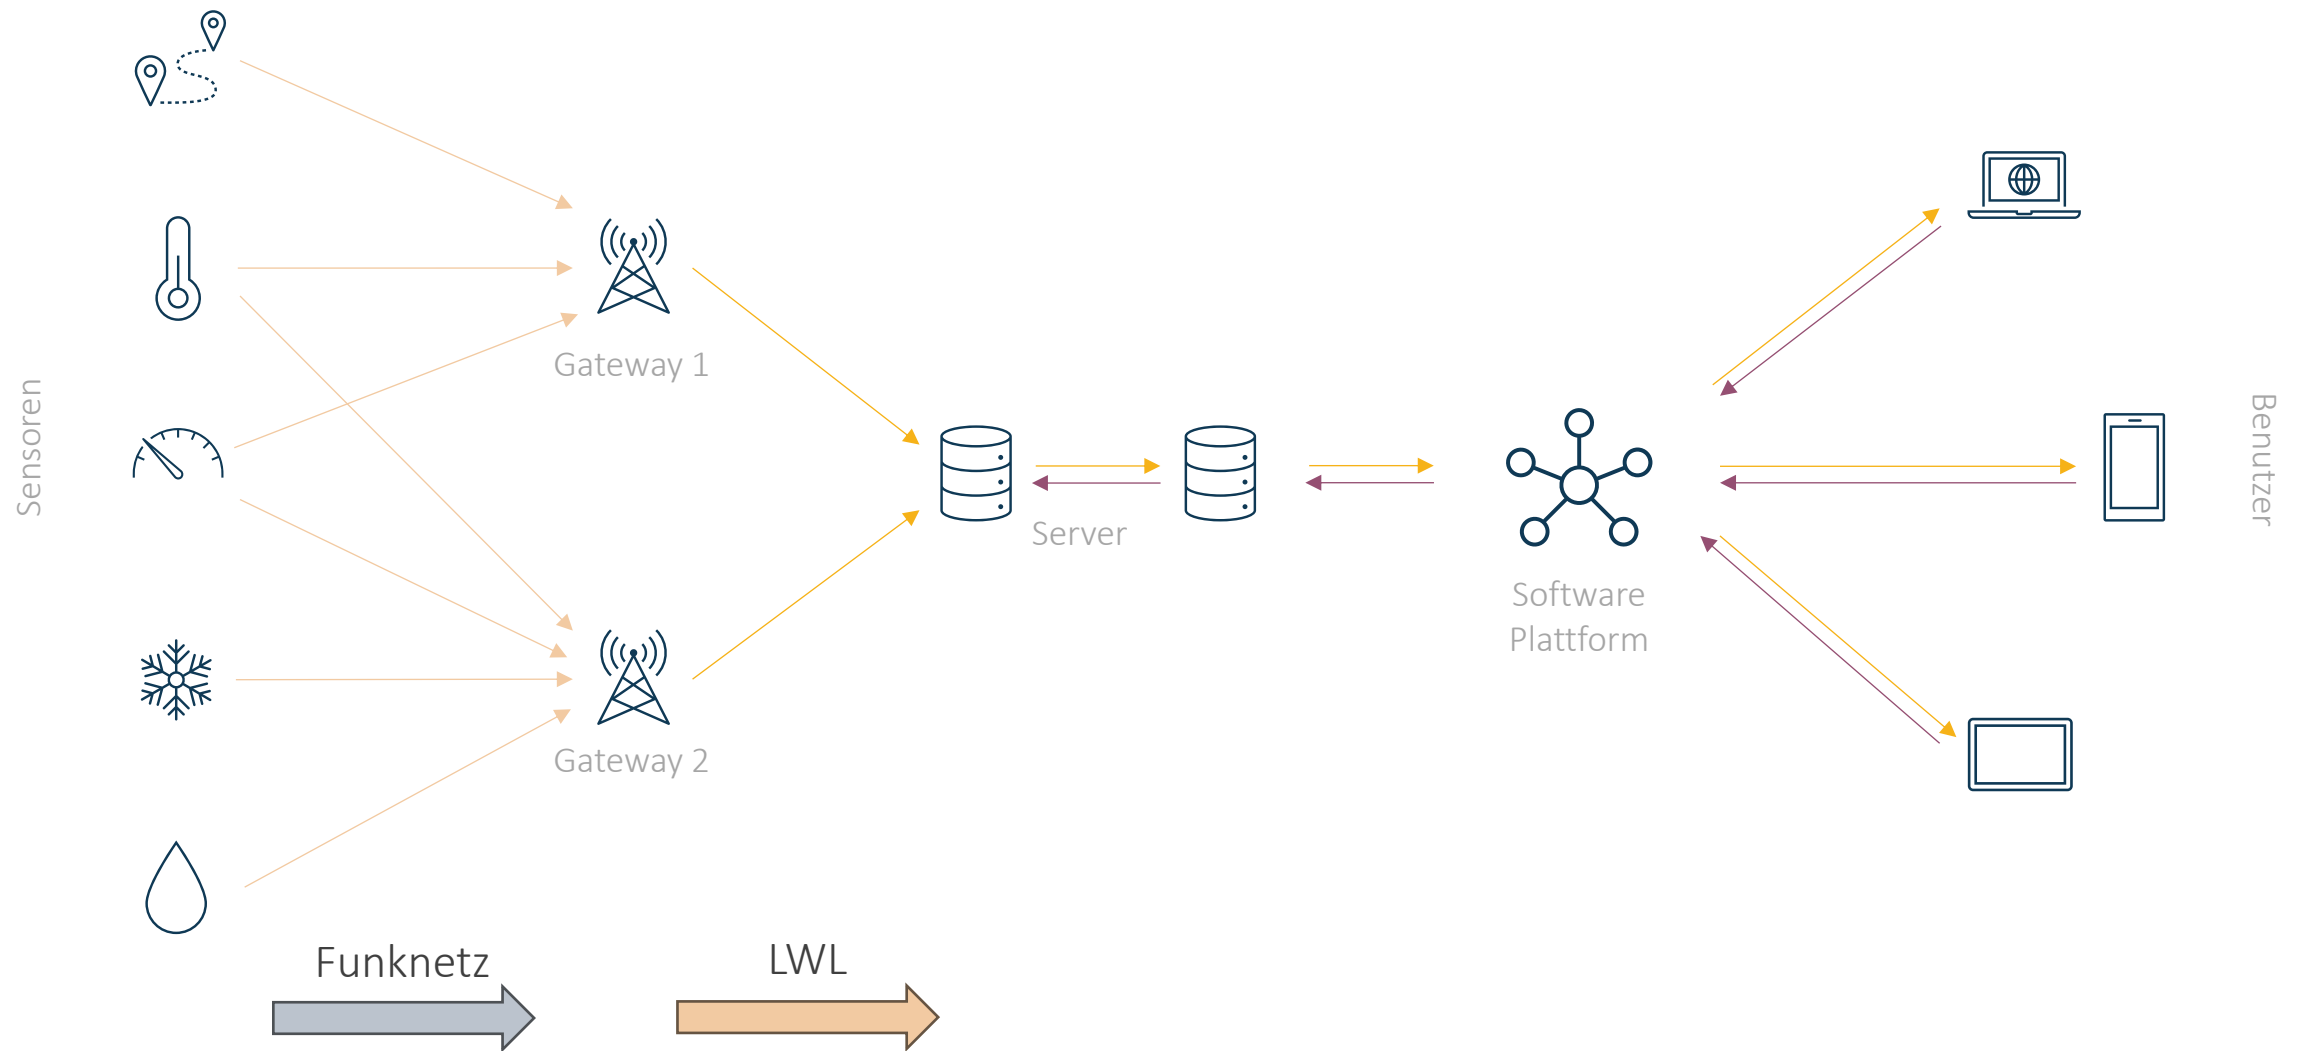 Sensoren
Gateway 1
Gateway 2
Server
Software
Plattform
Benutzer
Funknetz
LWL